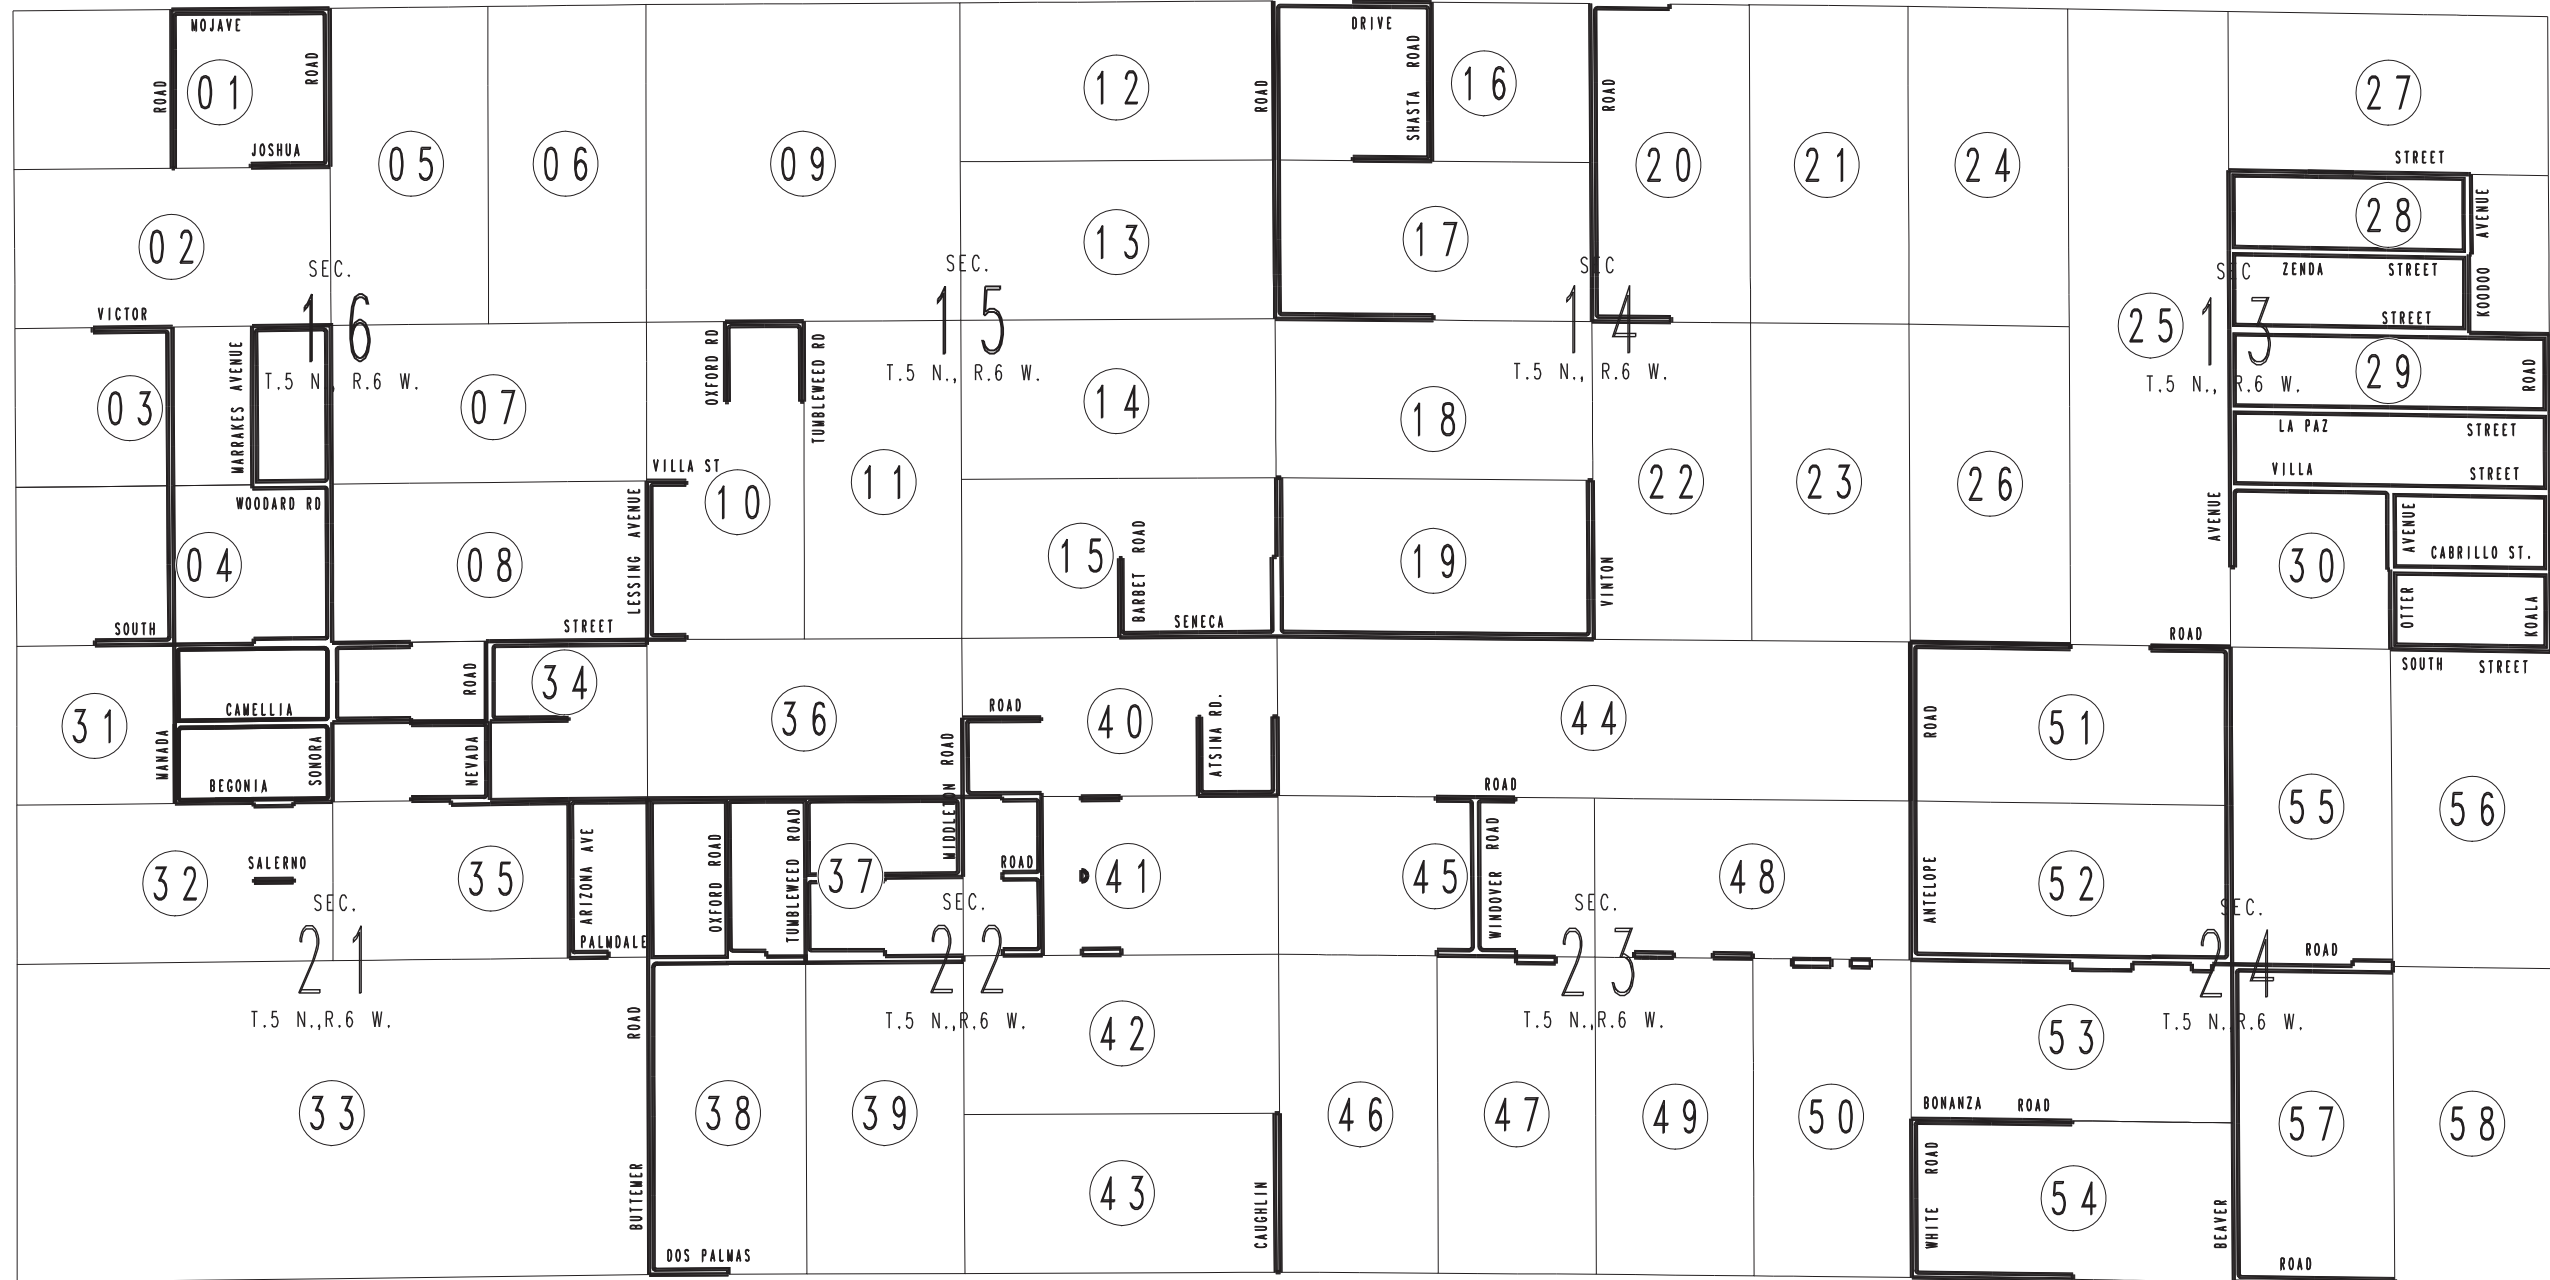 MOJAVE
ROAD
ROAD
01
JOSHUA
02
05
06
09
12
13
ROAD
DRIVE
SHASTA ROAD
16
17
ROAD
20
21
24
27
STREET
28
AVENUE
SEC.
16
T.5 N., R.6 W.
SEC.
15
T.5 N., R.6 W.
SEC
14
T.5 N., R.6 W.
SEC
13
T.5 N., R.6 W.
ZENDA STREET
KOODOO
STREET
25
29
ROAD
LA PAZ STREET
VILLA STREET
VICTOR
03
MARRAKES AVENUE
07
OXFORD RD
TUMBLEWEED RD
14
18
WOODARD RD
04
08
LESSING AVENUE
VILLA ST
10
11
15
BARBET ROAD
SENECA
19
VINTON
22
23
26
AVENUE
30
AVENUE
CABRILLO ST.
OTTER
KOALA
SOUTH
STREET
ROAD
SOUTH STREET
31
MANADA
CAMELLIA
BEGONIA
SONORA
ROAD
NEVADA
34
36
ROAD
MIDDLETON ROAD
40
ATSINA RD.
44
ROAD
ROAD
51
55
56
32
SALERNO
35
ARIZONA AVE
PALMDALE
OXFORD ROAD
TUMBLEWEED ROAD
37
ROAD
41
45
WINDOVER ROAD
48
ANTELOPE
52
ROAD
SEC.
21
T.5 N.,R.6 W.
SEC.
22
T.5 N.,R.6 W.
SEC.
23
T.5 N.,R.6 W.
SEC.
24
T.5 N.,R.6 W.
33
ROAD
BUTTEMER
38
39
DOS PALMAS
42
43
CAUGHLIN
46
47
49
50
53
BONANZA ROAD
WHITE ROAD
54
BEAVER
57
58
ROAD